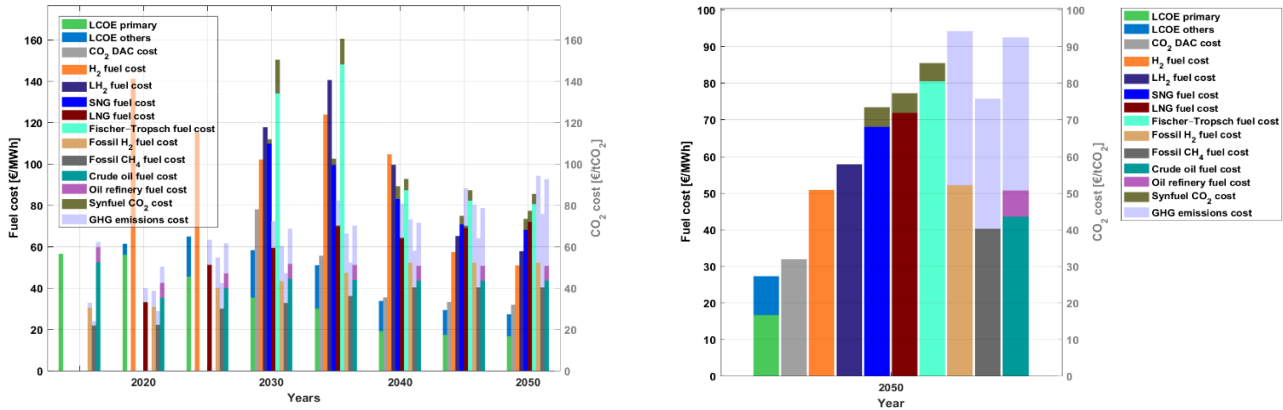 LCOE primary
LCOE others
CO2 DAC cost
H2 fuel cost
LH2 fuel cost
SNG fuel cost
LNG fuel cost
Fischer-Tropsch fuel cost
Fossil H2 fuel cost
Fossil CH4 fuel cost
Crude oil fuel cost
Oil refinery fuel cost
Synfuel CO2 cost
GHG emissions cost
Fuel cost [€/MWh]
160
140
120
100
80
60
40
20
0
2020
2030
2040
2050
Years
160
140
120
100
80
60
40
20
0
CO2 cost [€/tCO2]
Fuel cost [€/MWh]
100
90
80
70
60
50
40
30
20
10
0
2050
Year
100
90
80
70
60
50
40
30
20
10
0
CO2 cost [€/tCO2]
LCOE primary
LCOE others
CO2 DAC cost
H2 fuel cost
LH2 fuel cost
SNG fuel cost
LNG fuel cost
Fischer-Tropsch fuel cost
Fossil H2 fuel cost
Fossil CH4 fuel cost
Crude oil fuel cost
Oil refinery fuel cost
Synfuel CO2 cost
GHG emissions cost